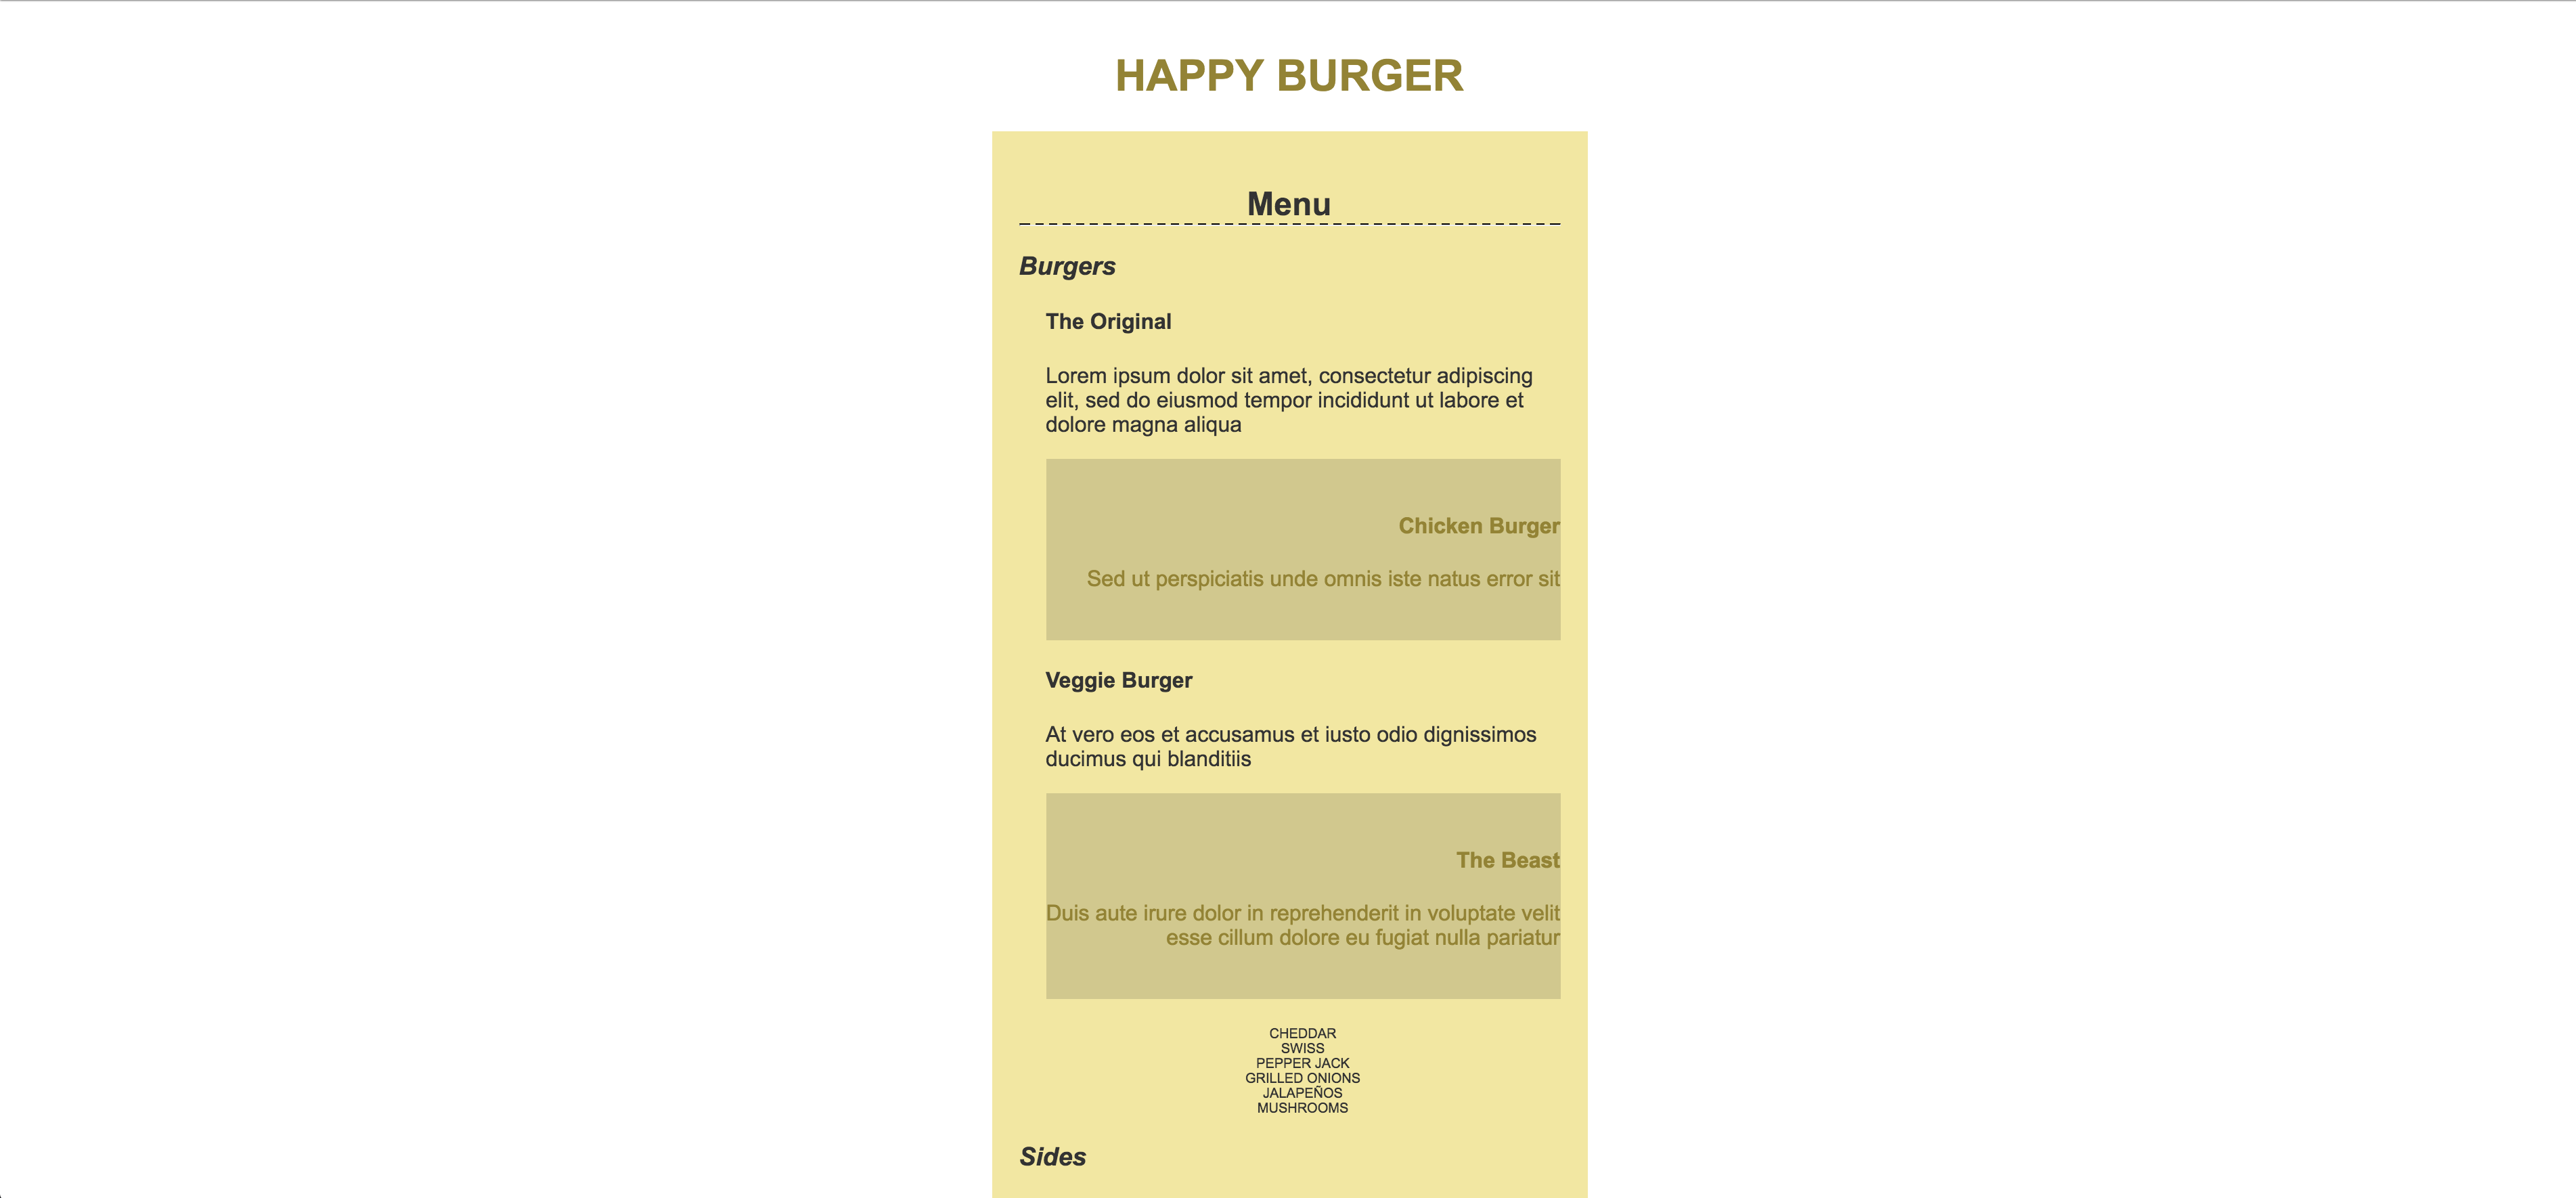 HAPPY BURGER
Menu
Burgers
The Original
Lorem ipsum dolor sit amet, consectetur adipiscing
elit, sed do eiusmod tempor incididunt ut labore et
dolore magna aliqua
Chicken Burger
Sed ut perspiciatis unde omnis iste natus error sit
Veggie Burger
At vero eos et accusamus et iusto odio dignissimos
ducimus qui blanditiis
The Beast
Duis aute irure dolor in reprehenderit in voluptate velit
esse cillum dolore eu fugiat nulla pariatur
CHEDDAR
SWISS
PEPPER JACK
GRILLED ONIONS
JALAPEÑOS
MUSHROOMS
Sides